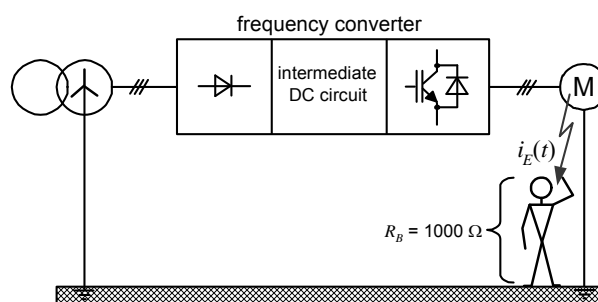 frequency converter
intermediate
DC circuit
M
i_E(t)
R_B = 1000 Ω